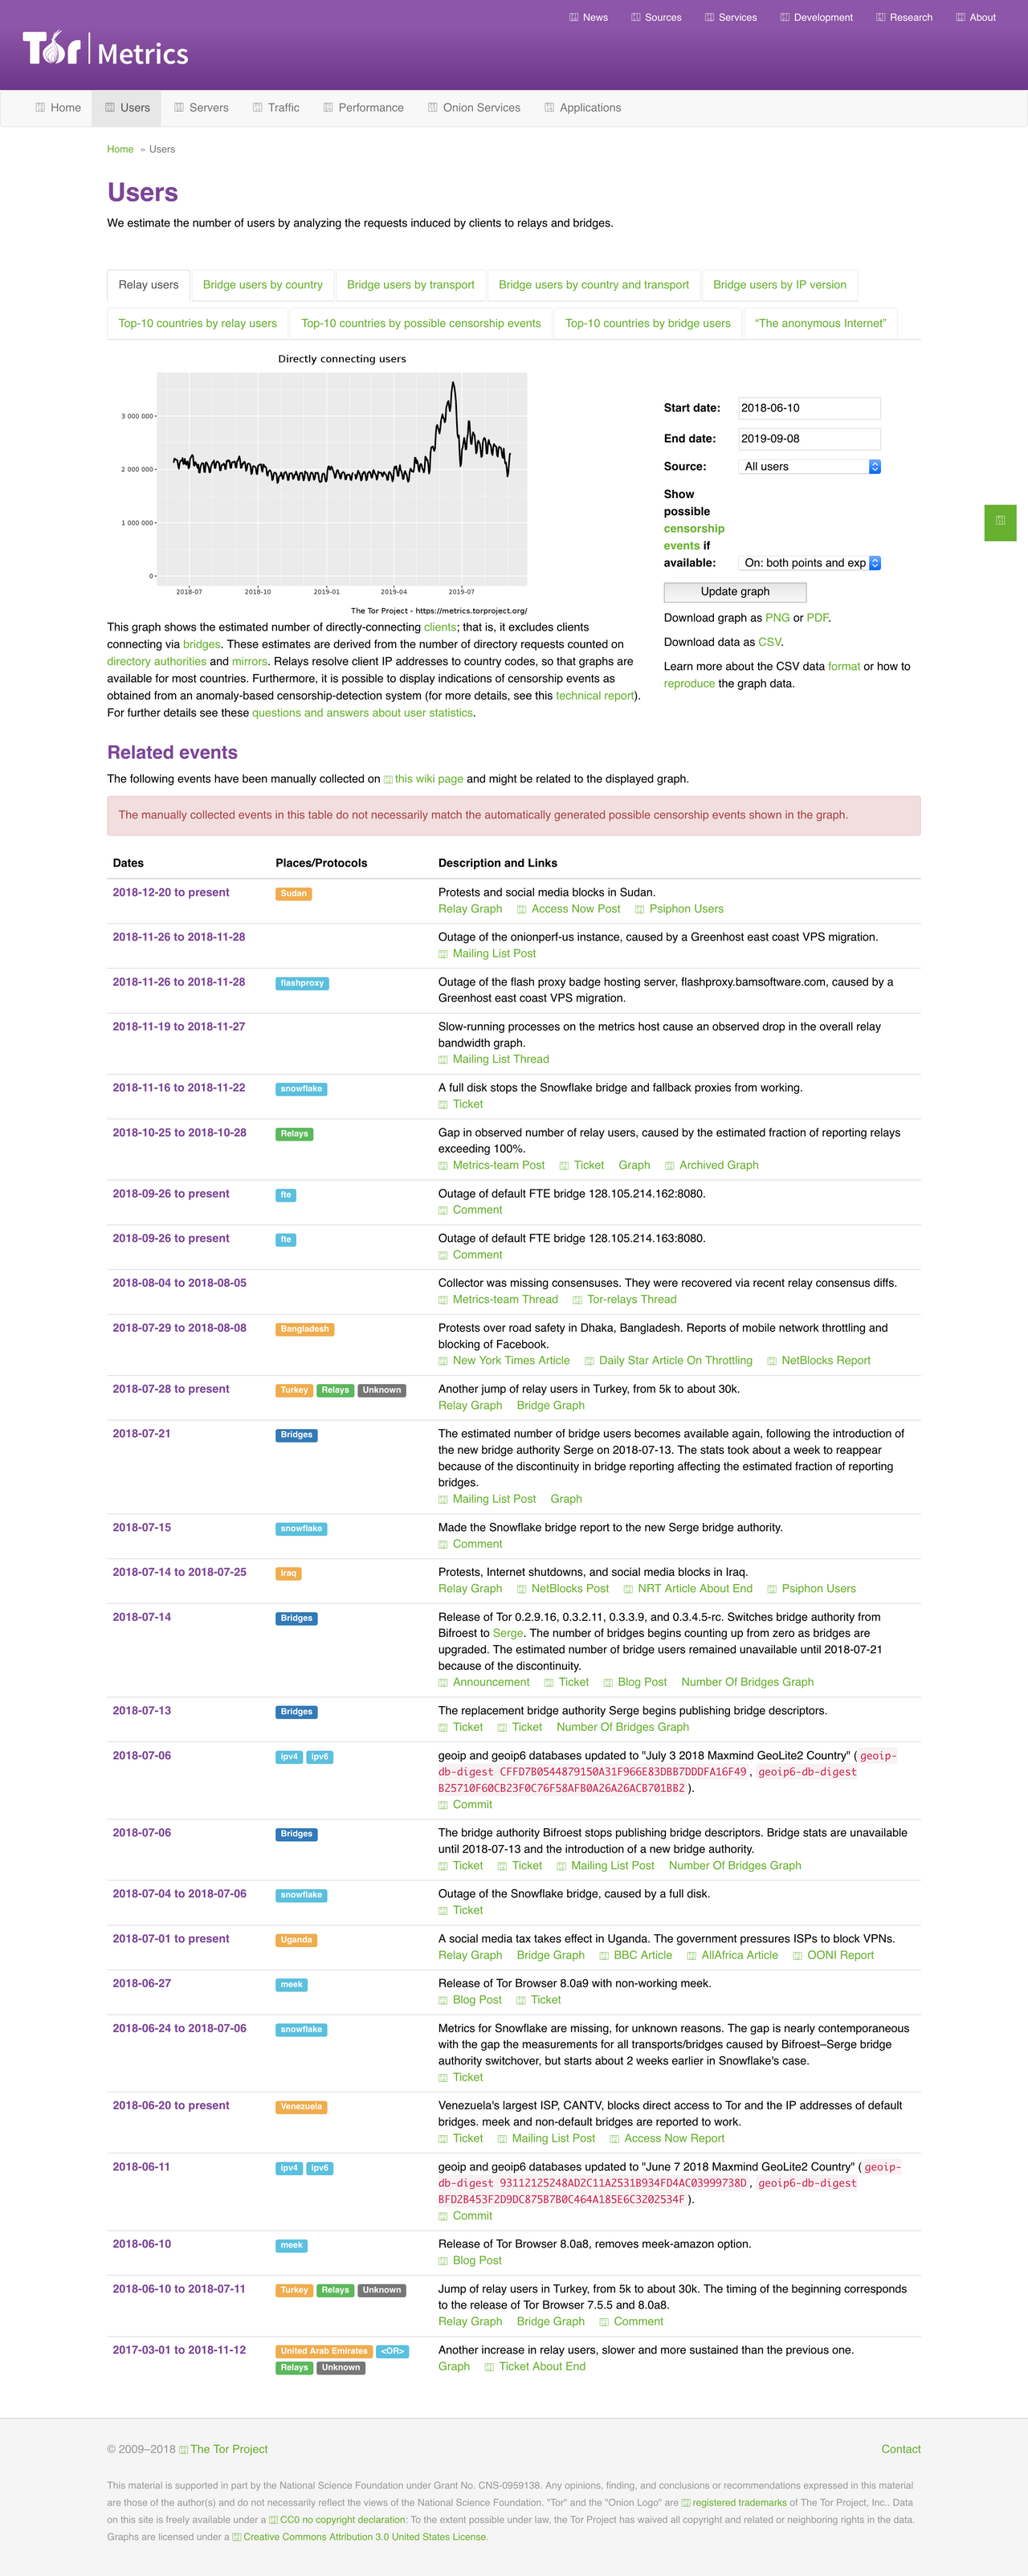 News Sources Services Development Research About
Tor Metrics
Home Users Servers Traffic Performance Onion Services Applications
Home » Users
Users
We estimate the number of users by analyzing the requests induced by clients to relays and bridges.
Relay users Bridge users by country Bridge users by transport Bridge users by country and transport Bridge users by IP version
Top-10 countries by relay users Top-10 countries by possible censorship events Top-10 countries by bridge users "The anonymous Internet"
Directly connecting users
3 000 000
2 000 000
1 000 000
0
2018-07 2018-10 2019-01 2019-04 2019-07
The Tor Project - https://metrics.torproject.org/
Start date: 2018-06-10
End date: 2019-09-08
Source: All users
Show
possible
censorship
events if
available: On: both points and exp
Update graph
Download graph as PNG or PDF.
Download data as CSV.
Learn more about the CSV data format or how to
reproduce the graph data.
This graph shows the estimated number of directly-connecting clients; that is, it excludes clients
connecting via bridges. These estimates are derived from the number of directory requests counted on
directory authorities and mirrors. Relays resolve client IP addresses to country codes, so that graphs are
available for most countries. Furthermore, it is possible to display indications of censorship events as
obtained from an anomaly-based censorship-detection system (for more details, see this technical report).
For further details see these questions and answers about user statistics.
Related events
The following events have been manually collected on this wiki page and might be related to the displayed graph.
The manually collected events in this table do not necessarily match the automatically generated possible censorship events shown in the graph.
Dates Places/Protocols Description and Links
2018-12-20 to present Sudan Protests and social media blocks in Sudan.
Relay Graph Access Now Post Psiphon Users
2018-11-26 to 2018-11-28 Outage of the onionperf-us instance, caused by a Greenhost east coast VPS migration.
Mailing List Post
2018-11-26 to 2018-11-28 flashproxy Outage of the flash proxy badge hosting server, flashproxy.bamsoftware.com, caused by a
Greenhost east coast VPS migration.
2018-11-19 to 2018-11-27 Slow-running processes on the metrics host cause an observed drop in the overall relay
bandwidth graph.
Mailing List Thread
2018-11-16 to 2018-11-22 snowflake A full disk stops the Snowflake bridge and fallback proxies from working.
Ticket
2018-10-25 to 2018-10-28 Relays Gap in observed number of relay users, caused by the estimated fraction of reporting relays
exceeding 100%.
Metrics-team Post Ticket Graph Archived Graph
2018-09-26 to present fte Outage of default FTE bridge 128.105.214.162:8080.
Comment
2018-09-26 to present fte Outage of default FTE bridge 128.105.214.163:8080.
Comment
2018-08-04 to 2018-08-05 Collector was missing consensuses. They were recovered via recent relay consensus diffs.
Metrics-team Thread Tor-relays Thread
2018-07-29 to 2018-08-08 Bangladesh Protests over road safety in Dhaka, Bangladesh. Reports of mobile network throttling and
blocking of Facebook.
New York Times Article Daily Star Article On Throttling NetBlocks Report
2018-07-28 to present Turkey Relays Unknown Another jump of relay users in Turkey, from 5k to about 30k.
Relay Graph Bridge Graph
2018-07-21 Bridges The estimated number of bridge users becomes available again, following the introduction of
the new bridge authority Serge on 2018-07-13. The stats took about a week to reappear
because of the discontinuity in bridge reporting affecting the estimated fraction of reporting
bridges.
Mailing List Post Graph
2018-07-15 snowflake Made the Snowflake bridge report to the new Serge bridge authority.
Comment
2018-07-14 to 2018-07-25 Iraq Protests, Internet shutdowns, and social media blocks in Iraq.
Relay Graph NetBlocks Post NRT Article About End Psiphon Users
2018-07-14 Bridges Release of Tor 0.2.9.16, 0.3.2.11, 0.3.3.9, and 0.3.4.5-rc. Switches bridge authority from
Bifroest to Serge. The number of bridges begins counting up from zero as bridges are
upgraded. The estimated number of bridge users remained unavailable until 2018-07-21
because of the discontinuity.
Announcement Ticket Blog Post Number Of Bridges Graph
2018-07-13 Bridges The replacement bridge authority Serge begins publishing bridge descriptors.
Ticket Ticket Number Of Bridges Graph
2018-07-06 ipv4 ipv6 geoip and geoip6 databases updated to "July 3 2018 Maxmind GeoLite2 Country" ( geoip-
db-digest CFFD7B0544879150A31F966E83DBB7DDDFA16F49 , geoip6-db-digest
B25710F60CB23F0C76F58AFB0A26A26ACB701BB2 ).
Commit
2018-07-06 Bridges The bridge authority Bifroest stops publishing bridge descriptors. Bridge stats are unavailable
until 2018-07-13 and the introduction of a new bridge authority.
Ticket Ticket Mailing List Post Number Of Bridges Graph
2018-07-04 to 2018-07-06 snowflake Outage of the Snowflake bridge, caused by a full disk.
Ticket
2018-07-01 to present Uganda A social media tax takes effect in Uganda. The government pressures ISPs to block VPNs.
Relay Graph Bridge Graph BBC Article AllAfrica Article OONI Report
2018-06-27 meek Release of Tor Browser 8.0a9 with non-working meek.
Blog Post Ticket
2018-06-24 to 2018-07-06 snowflake Metrics for Snowflake are missing, for unknown reasons. The gap is nearly contemporaneous
with the gap the measurements for all transports/bridges caused by Bifroest–Serge bridge
authority switchover, but starts about 2 weeks earlier in Snowflake's case.
Ticket
2018-06-20 to present Venezuela Venezuela's largest ISP, CANTV, blocks direct access to Tor and the IP addresses of default
bridges. meek and non-default bridges are reported to work.
Ticket Mailing List Post Access Now Report
2018-06-11 ipv4 ipv6 geoip and geoip6 databases updated to "June 7 2018 Maxmind GeoLite2 Country" ( geoip-
db-digest 93112125248AD2C11A2531B934FD4AC03999738D , geoip6-db-digest
BFD2B453F2D9DC875B7B0C464A185E6C3202534F ).
Commit
2018-06-10 meek Release of Tor Browser 8.0a8, removes meek-amazon option.
Blog Post
2018-06-10 to 2018-07-11 Turkey Relays Unknown Jump of relay users in Turkey, from 5k to about 30k. The timing of the beginning corresponds
to the release of Tor Browser 7.5.5 and 8.0a8.
Relay Graph Bridge Graph Comment
2017-03-01 to 2018-11-12 United Arab Emirates <OR> Another increase in relay users, slower and more sustained than the previous one.
Relays Unknown Graph Ticket About End
© 2009–2018 The Tor Project Contact
This material is supported in part by the National Science Foundation under Grant No. CNS-0959138. Any opinions, finding, and conclusions or recommendations expressed in this material
are those of the author(s) and do not necessarily reflect the views of the National Science Foundation. "Tor" and the "Onion Logo" are registered trademarks of The Tor Project, Inc.. Data
on this site is freely available under a CC0 no copyright declaration: To the extent possible under law, the Tor Project has waived all copyright and related or neighboring rights in the data.
Graphs are licensed under a Creative Commons Attribution 3.0 United States License.